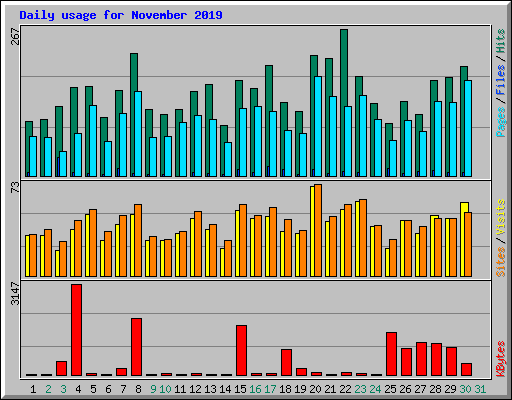 Daily usage for November 2019
267
73
3147
Pages / Files / Hits
Sites / Visits
KBytes
1 2 3 4 5 6 7 8 9 10 11 12 13 14 15 16 17 18 19 20 21 22 23 24 25 26 27 28 29 30 31